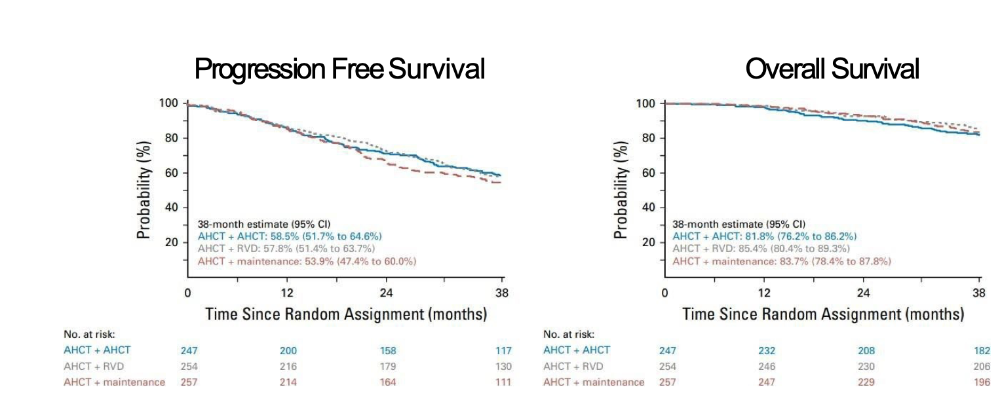 Progression Free Survival
100
80
60
40
20
Probability (%)
38-month estimate (95% CI)
AHCT + AHCT: 58.5% (51.7% to 64.6%)
AHCT + RVD: 57.8% (51.4% to 63.7%)
AHCT + maintenance: 53.9% (47.4% to 60.0%)
0 12 24 38
Time Since Random Assignment (months)
No. at risk:
AHCT + AHCT 247 200 158 117
AHCT + RVD 254 216 179 130
AHCT + maintenance 257 214 164 111
Overall Survival
100
80
60
40
20
Probability (%)
38-month estimate (95% CI)
AHCT + AHCT: 81.8% (76.2% to 86.2%)
AHCT + RVD: 85.4% (80.4% to 89.3%)
AHCT + maintenance: 83.7% (78.4% to 87.8%)
0 12 24 38
Time Since Random Assignment (months)
No. at risk:
AHCT + AHCT 247 232 208 182
AHCT + RVD 254 246 230 206
AHCT + maintenance 257 247 229 196